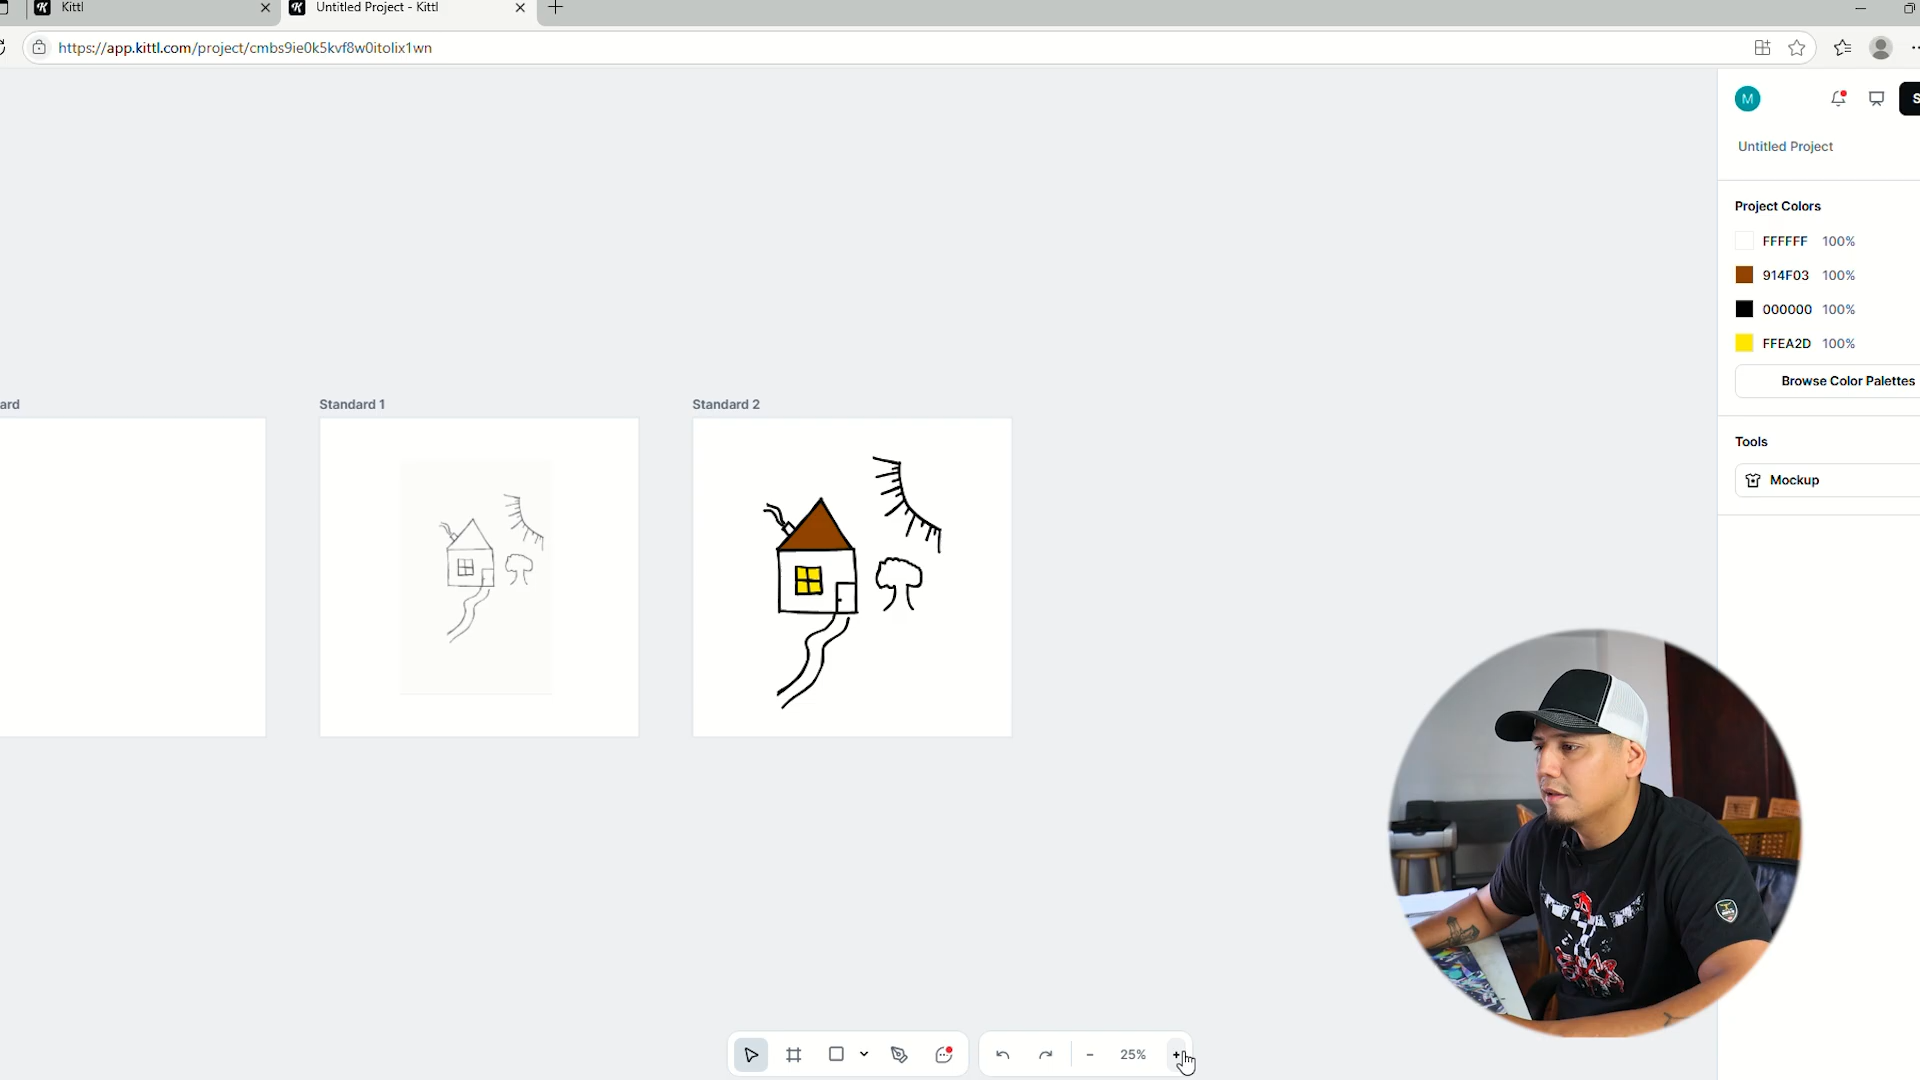 Kittl
Untitled Project - Kittl
https://app.kittl.com/project/cmbs9ie0k5kvf8w0itolix1wn
M
S
Untitled Project
Project Colors
FFFFFF 100%
914F03 100%
000000 100%
FFEA2D 100%
Browse Color Palettes
ard
Standard 1
Standard 2
Tools
Mockup
25%